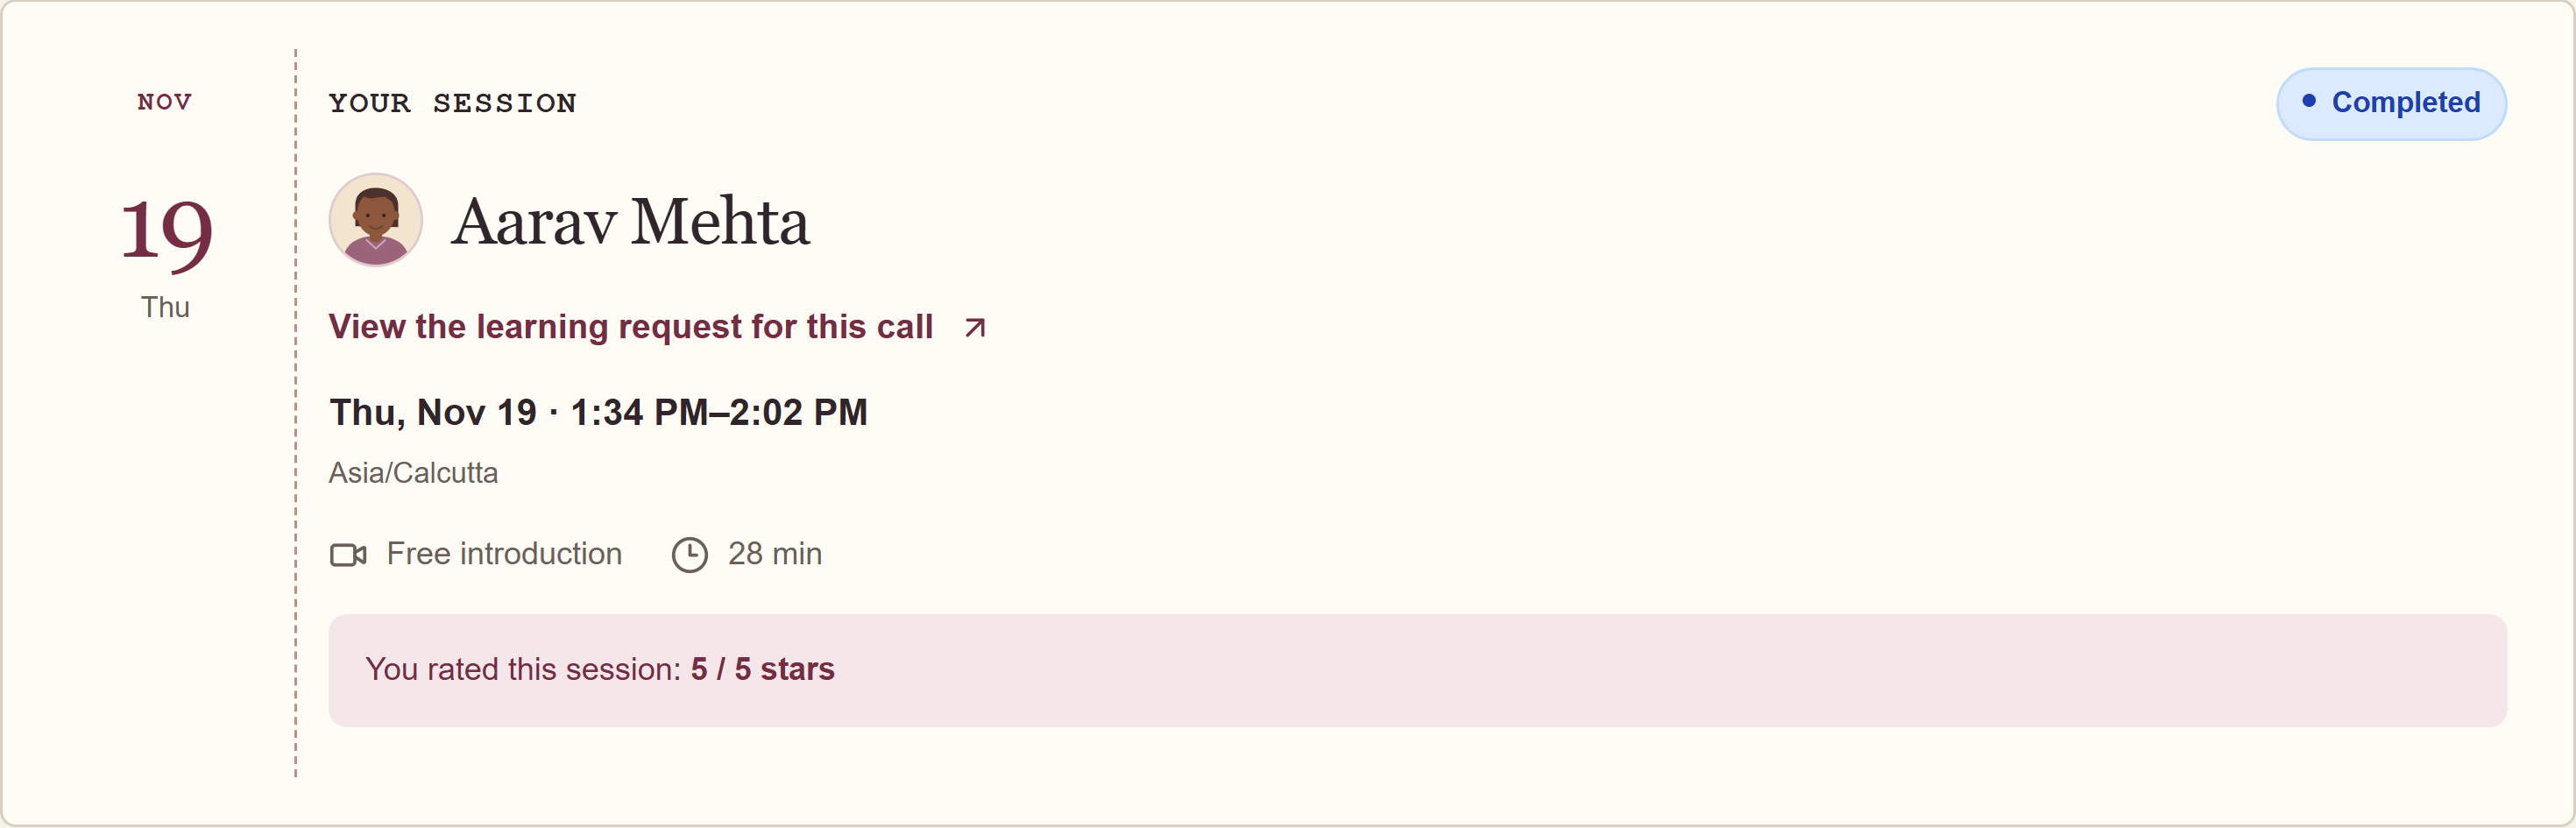 NOV
19
Thu
YOUR SESSION
Completed
Aarav Mehta
View the learning request for this call
Thu, Nov 19 · 1:34 PM–2:02 PM
Asia/Calcutta
Free introduction 28 min
You rated this session: 5 / 5 stars